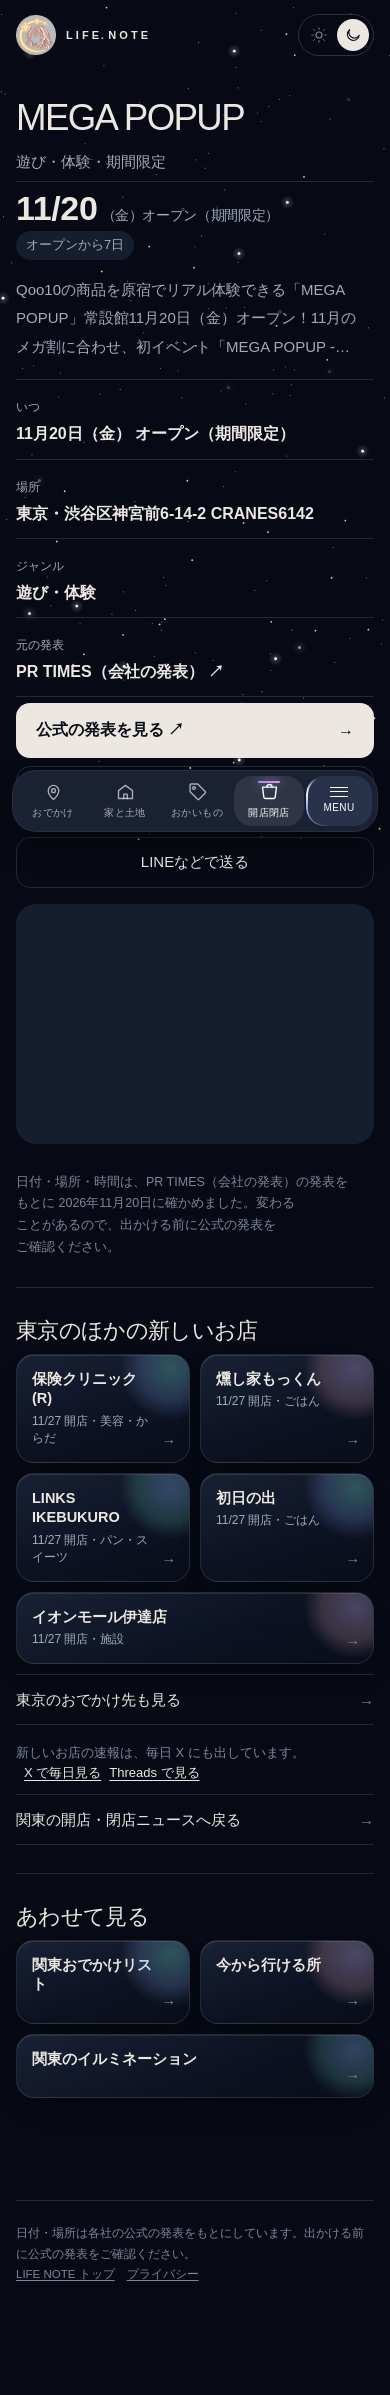 LIFE.NOTE
MEGA POPUP
遊び・体験・期間限定
11/20 （金）オープン（期間限定）
オープンから7日
Qoo10の商品を原宿でリアル体験できる「MEGA
POPUP」常設館11月20日（金）オープン！11月の
メガ割に合わせ、初イベント「MEGA POPUP -…
いつ
11月20日（金） オープン（期間限定）
場所
東京・渋谷区神宮前6-14-2 CRANES6142
ジャンル
遊び・体験
元の発表
PR TIMES（会社の発表） ↗
公式の発表を見る ↗ →
おでかけ 家と土地 おかいもの 開店閉店 MENU
LINEなどで送る
日付・場所・時間は、PR TIMES（会社の発表）の発表を
もとに 2026年11月20日に確かめました。変わる
ことがあるので、出かける前に公式の発表を
ご確認ください。
東京のほかの新しいお店
保険クリニック
(R)
11/27 開店・美容・か
らだ →
燻し家もっくん
11/27 開店・ごはん
→
LINKS
IKEBUKURO
11/27 開店・パン・ス
イーツ →
初日の出
11/27 開店・ごはん
→
イオンモール伊達店
11/27 開店・施設 →
東京のおでかけ先も見る →
新しいお店の速報は、毎日 X にも出しています。
X で毎日見る Threads で見る
関東の開店・閉店ニュースへ戻る →
あわせて見る
関東おでかけリス
ト →
今から行ける所
→
関東のイルミネーション
→
日付・場所は各社の公式の発表をもとにしています。出かける前
に公式の発表をご確認ください。
LIFE NOTE トップ プライバシー